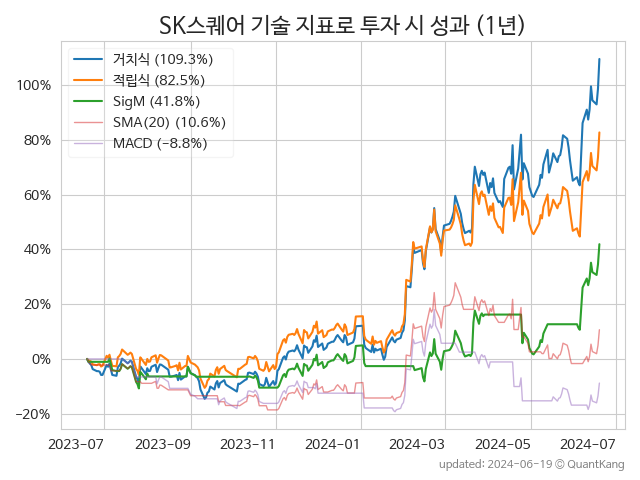 SK스퀘어 기술 지표로 투자 시 성과 (1년)
거치식 (109.3%)
적립식 (82.5%)
SigM (41.8%)
SMA(20) (10.6%)
MACD (−8.8%)
100%
80%
60%
40%
20%
0%
−20%
2023-07 2023-09 2023-11 2024-01 2024-03 2024-05 2024-07
updated: 2024-06-19 © QuantKang